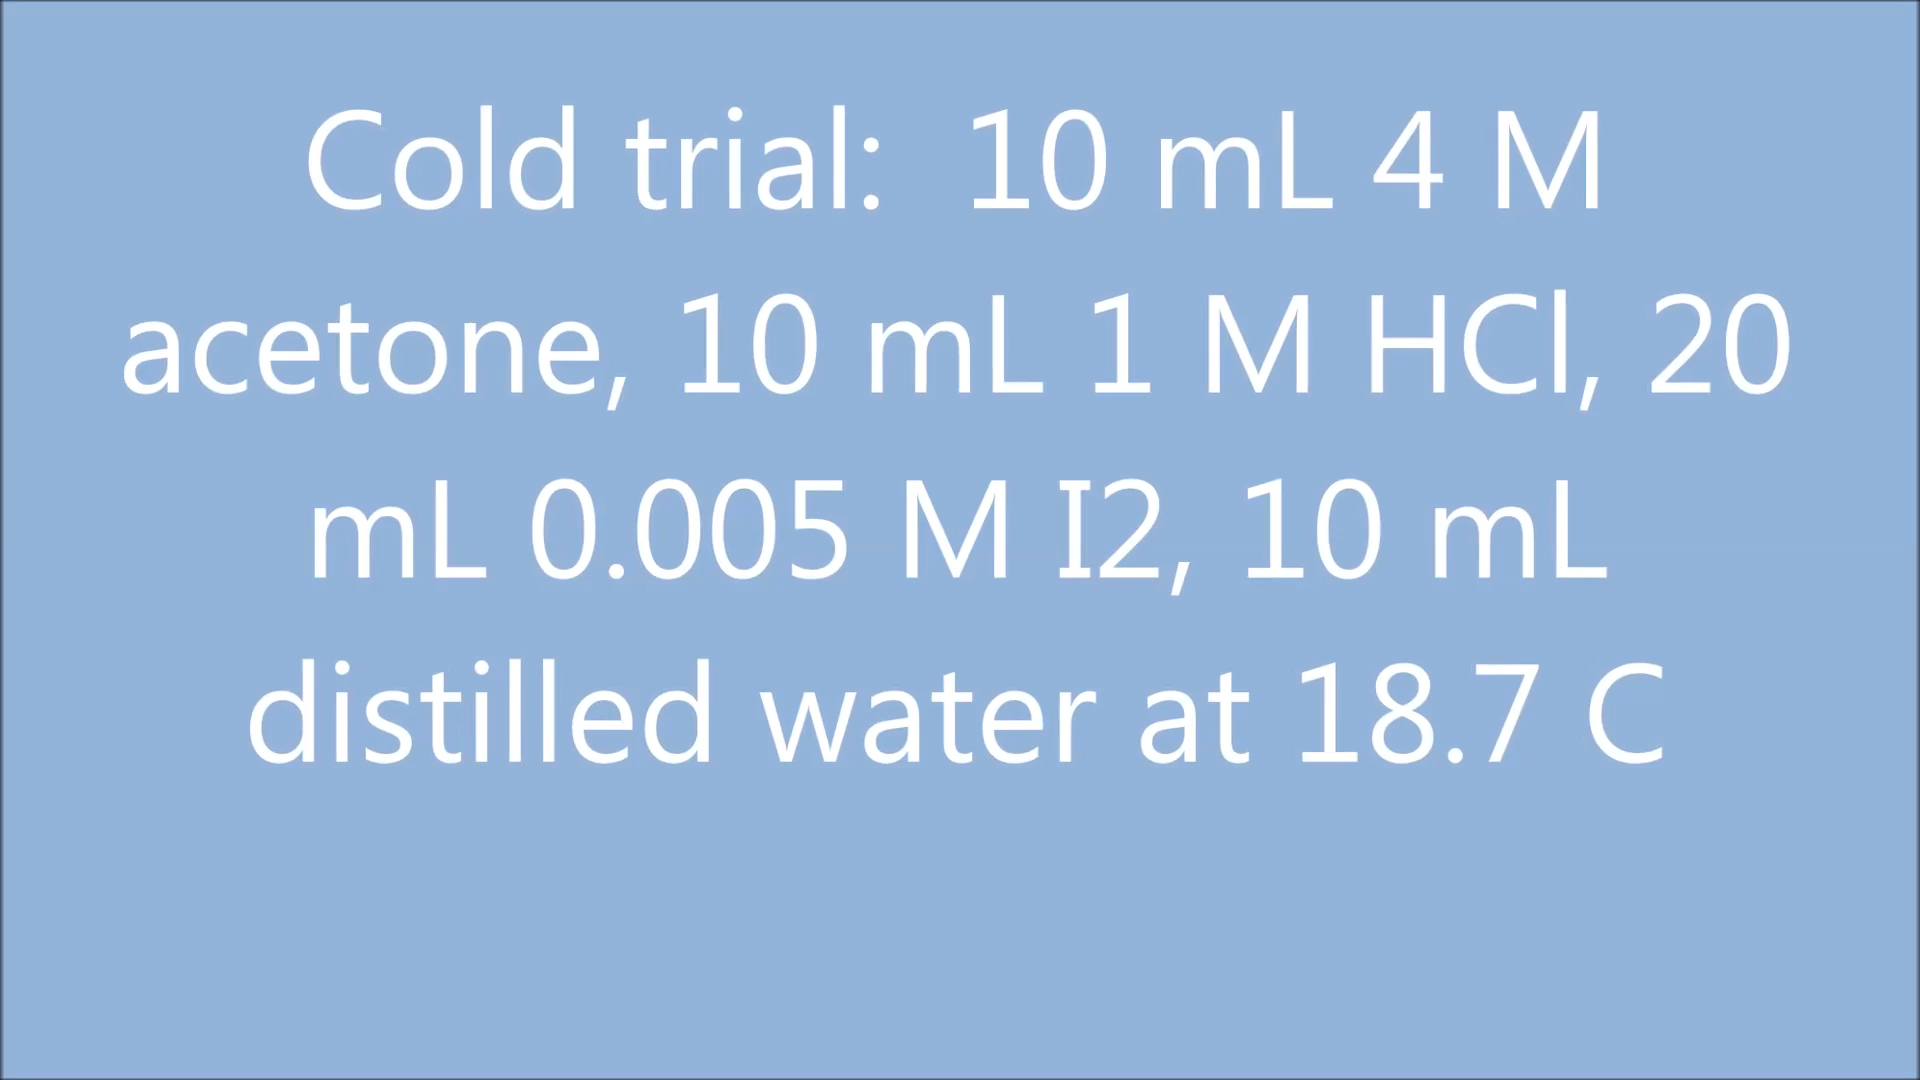 Cold trial:  10 mL 4 M
acetone, 10 mL 1 M HCl, 20
mL 0.005 M I2, 10 mL
distilled water at 18.7 C